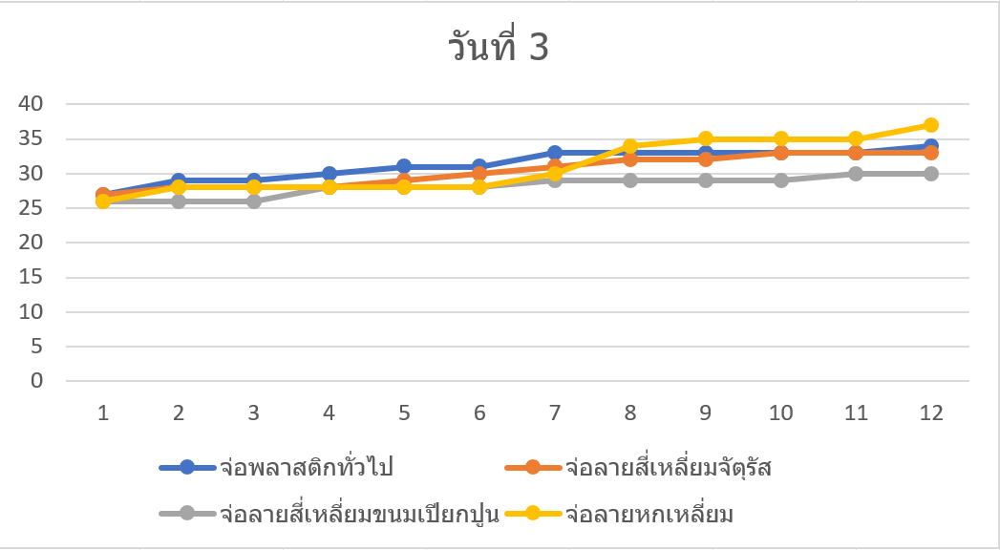 วันที่ 3
40
35
30
25
20
15
10
5
0
1 2 3 4 5 6 7 8 9 10 11 12
จ่อพลาสติกทั่วไป จ่อลายสี่เหลี่ยมจัตุรัส
จ่อลายสี่เหลี่ยมขนมเปียกปูน จ่อลายหกเหลี่ยม